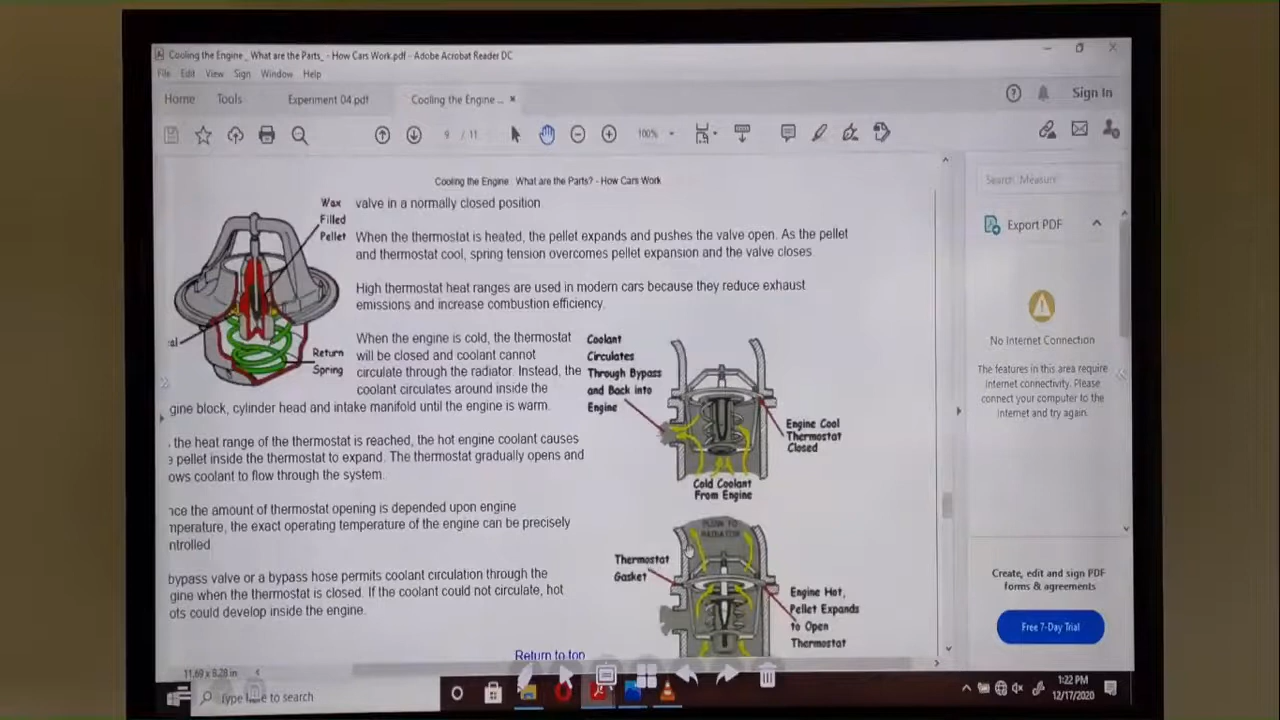 Cooling the Engine _ What are the Parts_ - How Cars Work.pdf - Adobe Acrobat Reader DC
File Edit View Sign Window Help
Home Tools Experiment 04.pdf Cooling the Engine ... ×
Sign In
9 / 11
100%
Cooling the Engine What are the Parts? - How Cars Work
Wax
Filled
Pellet
valve in a normally closed position
When the thermostat is heated, the pellet expands and pushes the valve open. As the pellet
and thermostat cool, spring tension overcomes pellet expansion and the valve closes
High thermostat heat ranges are used in modern cars because they reduce exhaust
emissions and increase combustion efficiency.
Return
Spring
When the engine is cold, the thermostat
will be closed and coolant cannot
circulate through the radiator. Instead, the
coolant circulates around inside the
gine block, cylinder head and intake manifold until the engine is warm.
the heat range of the thermostat is reached, the hot engine coolant causes
e pellet inside the thermostat to expand. The thermostat gradually opens and
ows coolant to flow through the system.
nce the amount of thermostat opening is depended upon engine
mperature, the exact operating temperature of the engine can be precisely
ntrolled
bypass valve or a bypass hose permits coolant circulation through the
gine when the thermostat is closed. If the coolant could not circulate, hot
ots could develop inside the engine.
Return to top
Coolant
Circulates
Through Bypass
and Back into
Engine
Engine Cool
Thermostat
Closed
Cold Coolant
From Engine
FLOW TO
RADIATOR
Thermostat
Gasket
Engine Hot,
Pellet Expands
to Open
Thermostat
Search 'Measure
Export PDF
No Internet Connection
The features in this area require
internet connectivity. Please
connect your computer to the
internet and try again.
Create, edit and sign PDF
forms & agreements
Free 7-Day Trial
11.69 x 8.28 in
Type here to search
1:22 PM
12/17/2020